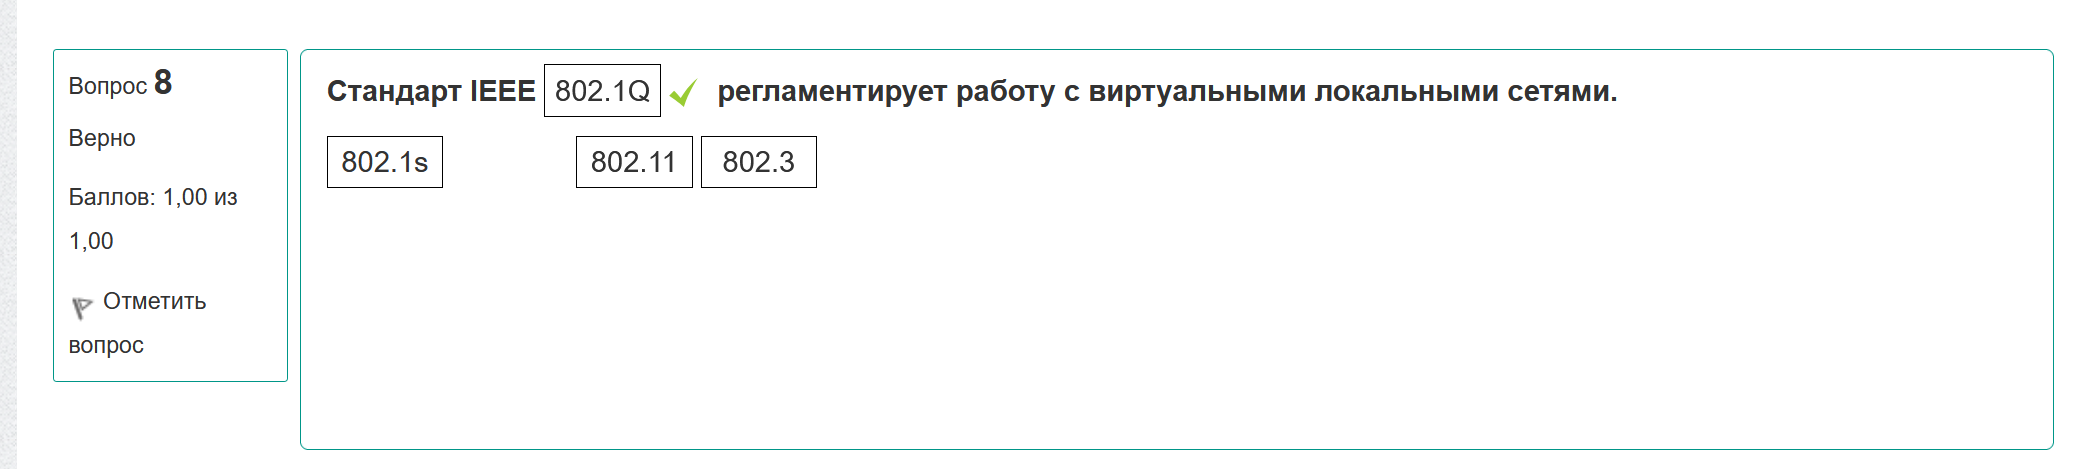 Вопрос 8
Верно
Баллов: 1,00 из
1,00
Отметить
вопрос
Стандарт IEEE 802.1Q регламентирует работу с виртуальными локальными сетями.
802.1s 802.11 802.3